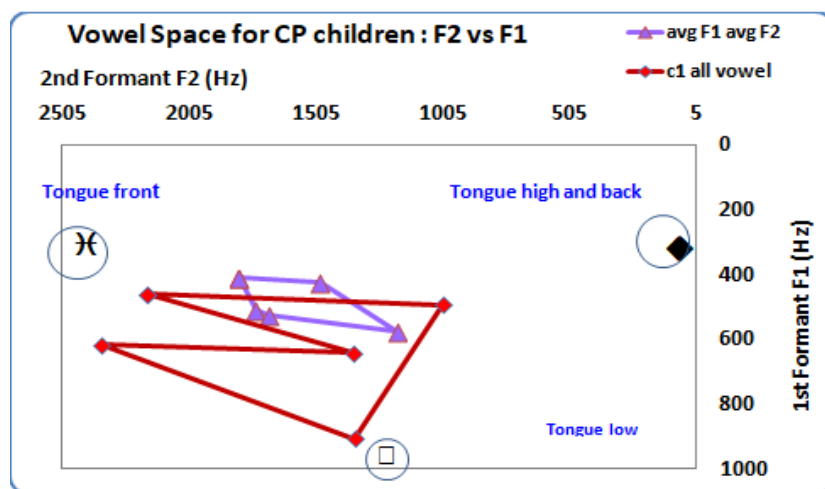 Vowel Space for CP children : F2 vs F1
avg F1 avg F2
c1 all vowel
2nd Formant F2 (Hz)
2505 2005 1505 1005 505 5
0
200
400
600
800
1000
1st Formant F1 (Hz)
Tongue front
Tongue high and back
Tongue low